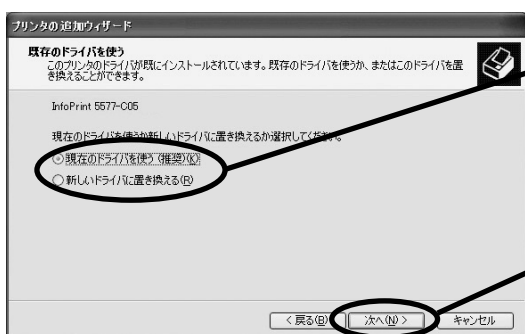 プリンタの追加ウィザード
既存のドライバを使う
このプリンタのドライバが既にインストールされています。既存のドライバを使うか、またはこのドライバを置
き換えることができます。
InfoPrint 5577-C05
現在のドライバを使うか新しいドライバに置き換えるか選択してください。
現在のドライバを使う (推奨)(K)
新しいドライバに置き換える(R)
< 戻る(B)
次へ(N) >
キャンセル